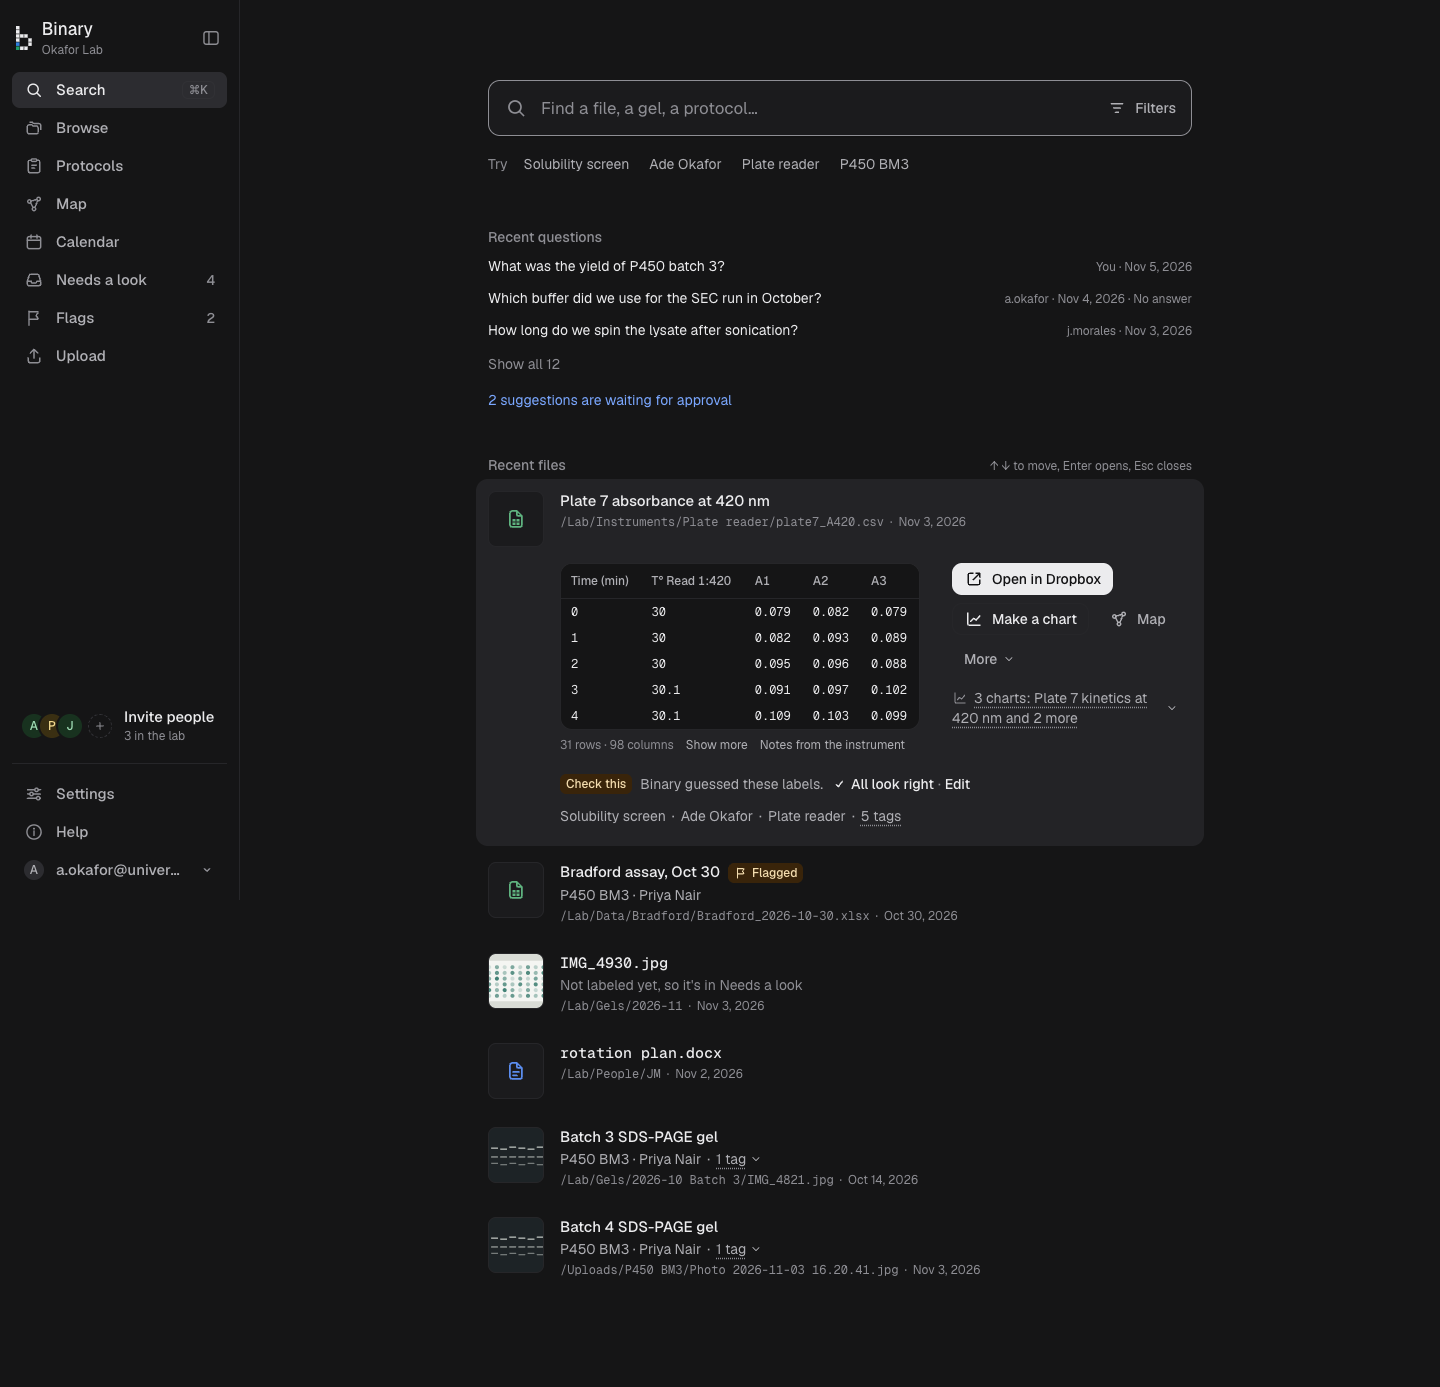 Binary
Okafor Lab
Search ⌘K
Browse
Protocols
Map
Calendar
Needs a look 4
Flags 2
Upload
A P J + Invite people
3 in the lab
Settings
Help
A a.okafor@univer...
Find a file, a gel, a protocol... Filters
Try Solubility screen Ade Okafor Plate reader P450 BM3
Recent questions
What was the yield of P450 batch 3? You · Nov 5, 2026
Which buffer did we use for the SEC run in October? a.okafor · Nov 4, 2026 · No answer
How long do we spin the lysate after sonication? j.morales · Nov 3, 2026
Show all 12
2 suggestions are waiting for approval
Recent files ↑↓ to move, Enter opens, Esc closes
Plate 7 absorbance at 420 nm
/Lab/Instruments/Plate reader/plate7_A420.csv · Nov 3, 2026
Time (min) T° Read 1:420 A1 A2 A3
0 30 0.079 0.082 0.079
1 30 0.082 0.093 0.089
2 30 0.095 0.096 0.088
3 30.1 0.091 0.097 0.102
4 30.1 0.109 0.103 0.099
31 rows · 98 columns Show more Notes from the instrument
Open in Dropbox
Make a chart Map
More
3 charts: Plate 7 kinetics at
420 nm and 2 more
Check this Binary guessed these labels. ✓ All look right · Edit
Solubility screen · Ade Okafor · Plate reader · 5 tags
Bradford assay, Oct 30 Flagged
P450 BM3 · Priya Nair
/Lab/Data/Bradford/Bradford_2026-10-30.xlsx · Oct 30, 2026
IMG_4930.jpg
Not labeled yet, so it's in Needs a look
/Lab/Gels/2026-11 · Nov 3, 2026
rotation plan.docx
/Lab/People/JM · Nov 2, 2026
Batch 3 SDS-PAGE gel
P450 BM3 · Priya Nair · 1 tag
/Lab/Gels/2026-10 Batch 3/IMG_4821.jpg · Oct 14, 2026
Batch 4 SDS-PAGE gel
P450 BM3 · Priya Nair · 1 tag
/Uploads/P450 BM3/Photo 2026-11-03 16.20.41.jpg · Nov 3, 2026